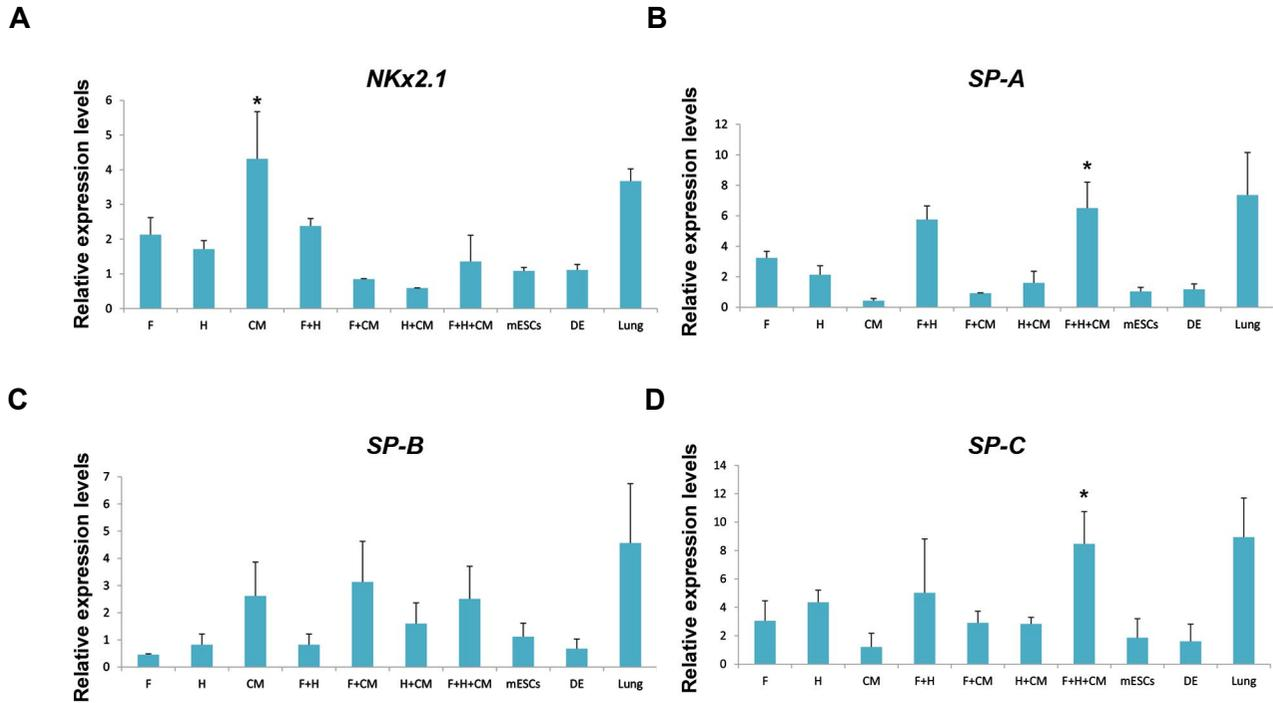 A
NKx2.1
Relative expression levels
6
5
4
3
2
1
0
*
F H CM F+H F+CM H+CM F+H+CM mESCs DE Lung
B
SP-A
Relative expression levels
12
10
8
6
4
2
0
*
F H CM F+H F+CM H+CM F+H+CM mESCs DE Lung
C
SP-B
Relative expression levels
7
6
5
4
3
2
1
0
F H CM F+H F+CM H+CM F+H+CM mESCs DE Lung
D
SP-C
Relative expression levels
14
12
10
8
6
4
2
0
*
F H CM F+H F+CM H+CM F+H+CM mESCs DE Lung